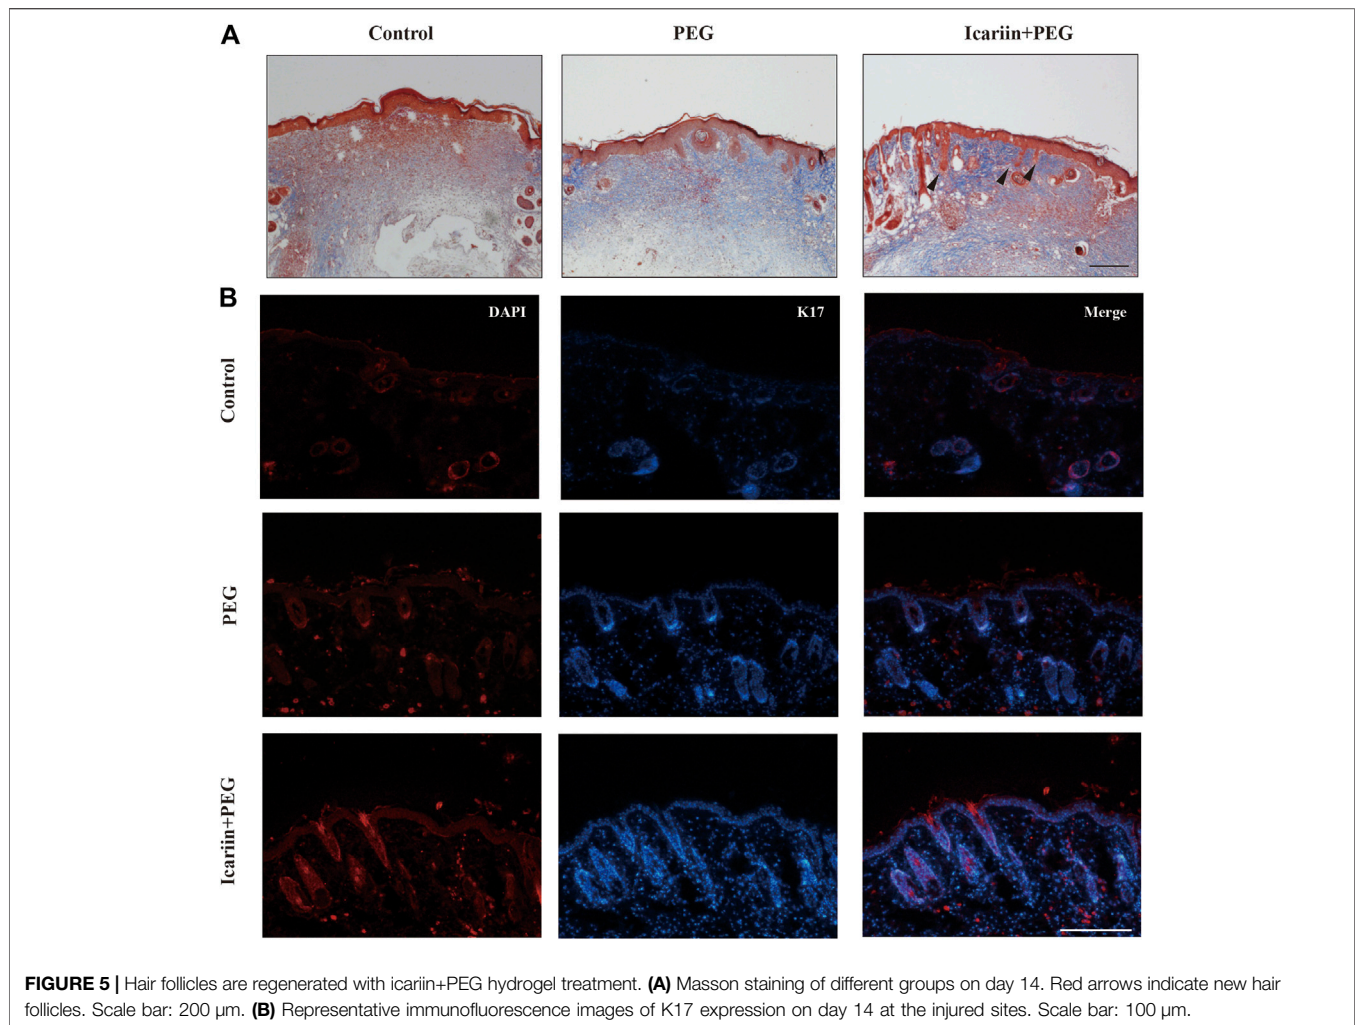 A
Control
PEG
Icariin+PEG
B
DAPI
K17
Merge
Control
PEG
Icariin+PEG
FIGURE 5 | Hair follicles are regenerated with icariin+PEG hydrogel treatment. (A) Masson staining of different groups on day 14. Red arrows indicate new hair
follicles. Scale bar: 200 µm. (B) Representative immunofluorescence images of K17 expression on day 14 at the injured sites. Scale bar: 100 µm.